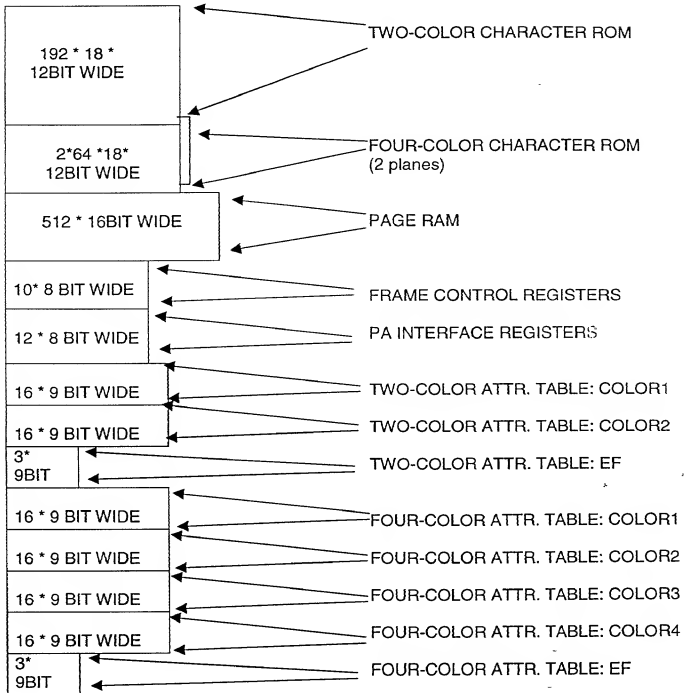 192 * 18 *
12BIT WIDE
TWO-COLOR CHARACTER ROM
2*64 *18*
12BIT WIDE
FOUR-COLOR CHARACTER ROM
(2 planes)
512 * 16BIT WIDE
PAGE RAM
10* 8 BIT WIDE
FRAME CONTROL REGISTERS
12 * 8 BIT WIDE
PA INTERFACE REGISTERS
16 * 9 BIT WIDE
TWO-COLOR ATTR. TABLE: COLOR1
16 * 9 BIT WIDE
TWO-COLOR ATTR. TABLE: COLOR2
3*
9BIT
TWO-COLOR ATTR. TABLE: EF
16 * 9 BIT WIDE
FOUR-COLOR ATTR. TABLE: COLOR1
16 * 9 BIT WIDE
FOUR-COLOR ATTR. TABLE: COLOR2
16 * 9 BIT WIDE
FOUR-COLOR ATTR. TABLE: COLOR3
16 * 9 BIT WIDE
FOUR-COLOR ATTR. TABLE: COLOR4
3*
9BIT
FOUR-COLOR ATTR. TABLE: EF